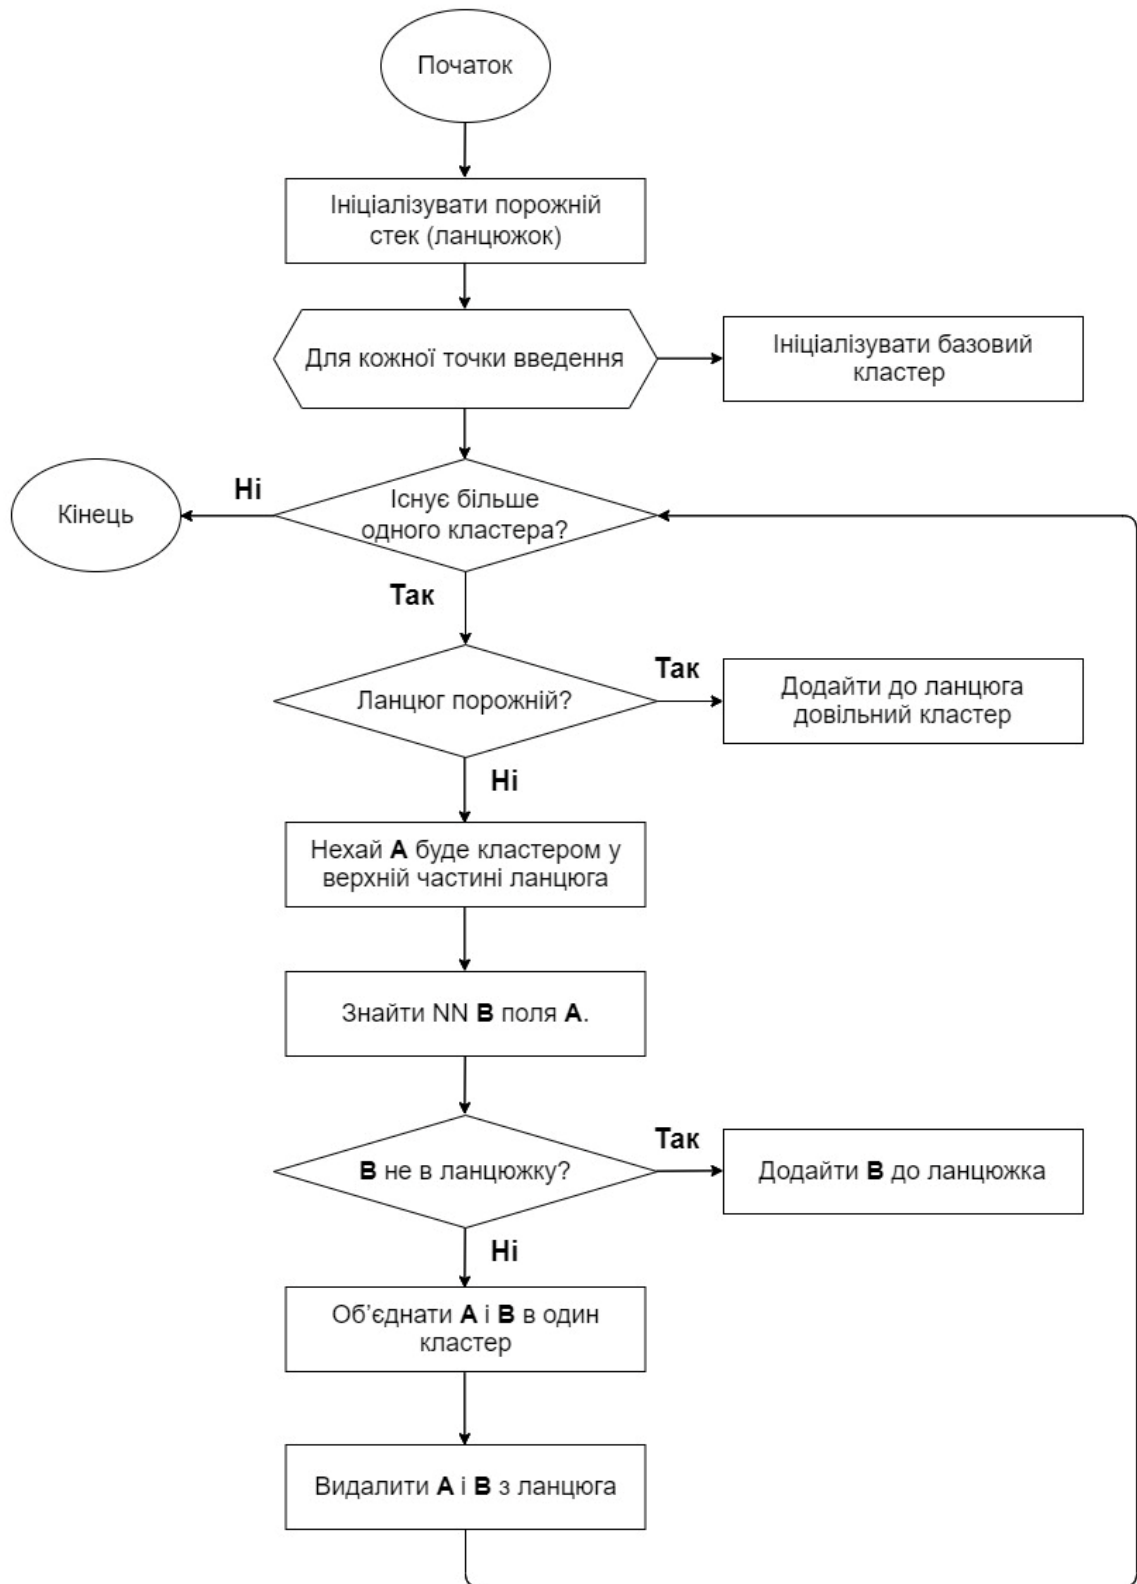 Початок
Ініціалізувати порожній
стек (ланцюжок)
Для кожної точки введення
Ініціалізувати базовий
кластер
Ні
Кінець
Існує більше
одного кластера?
Так
Ланцюг порожній?
Так
Додайти до ланцюга
довільний кластер
Ні
Нехай A буде кластером у
верхній частині ланцюга
Знайти NN B поля A.
B не в ланцюжку?
Так
Додайти B до ланцюжка
Ні
Об’єднати A і B в один
кластер
Видалити A і B з ланцюга